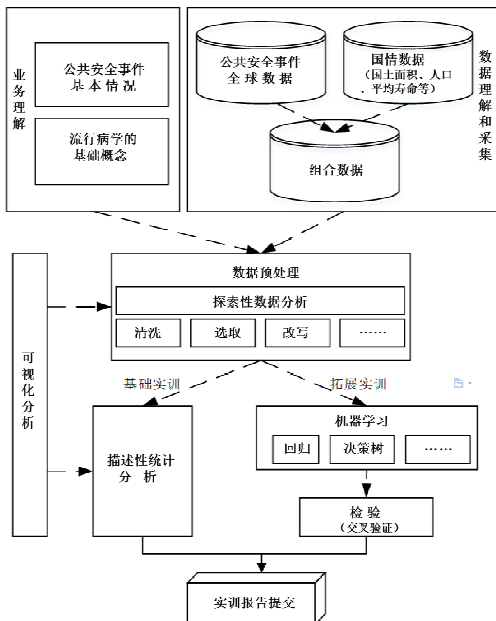 业务理解
公共安全事件
基本情况
流行病学的
基础概念
公共安全事件
全球数据
国情数据
（国土面积、人口
、平均寿命等）
组合数据
数据理解和采集
数据预处理
探索性数据分析
清洗
选取
改写
……
可视化分析
基础实训
拓展实训
描述性统计
分 析
机器学习
回归
决策树
……
检 验
（交叉验证）
实训报告提交